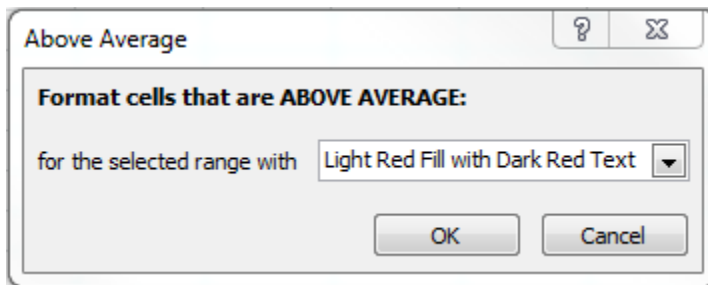 Above Average
Format cells that are ABOVE AVERAGE:
for the selected range with Light Red Fill with Dark Red Text
OK Cancel